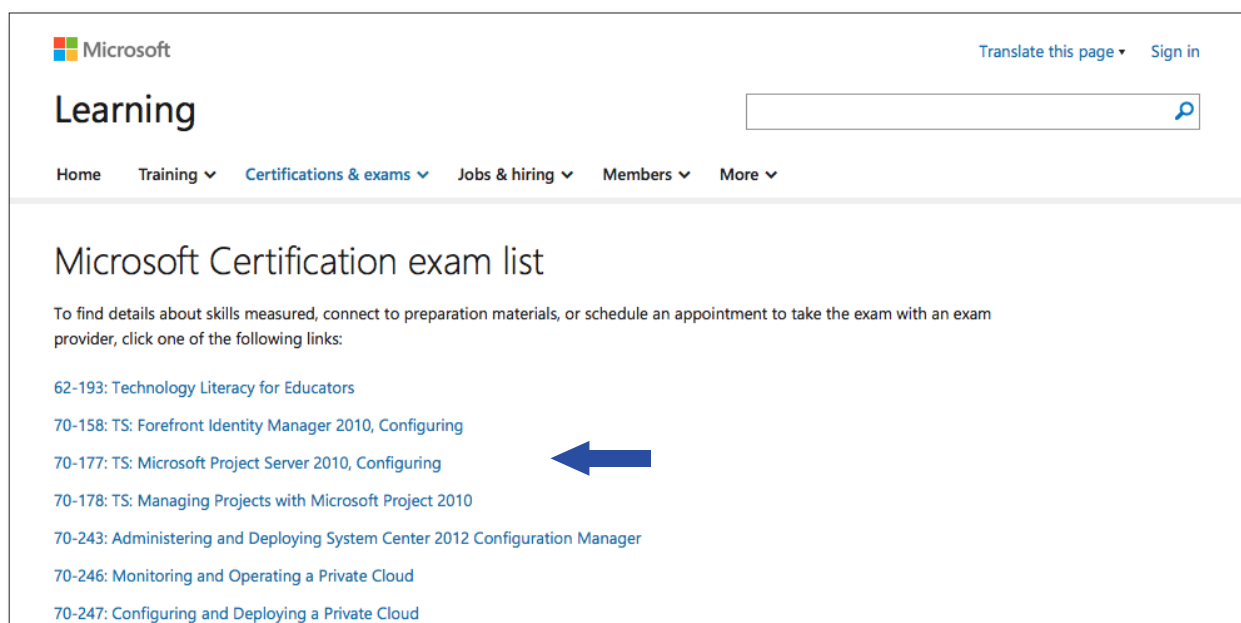 Microsoft
Translate this page
Sign in
Learning
Home Training Certifications & exams Jobs & hiring Members More
Microsoft Certification exam list
To find details about skills measured, connect to preparation materials, or schedule an appointment to take the exam with an exam
provider, click one of the following links:
62-193: Technology Literacy for Educators
70-158: TS: Forefront Identity Manager 2010, Configuring
70-177: TS: Microsoft Project Server 2010, Configuring
70-178: TS: Managing Projects with Microsoft Project 2010
70-243: Administering and Deploying System Center 2012 Configuration Manager
70-246: Monitoring and Operating a Private Cloud
70-247: Configuring and Deploying a Private Cloud